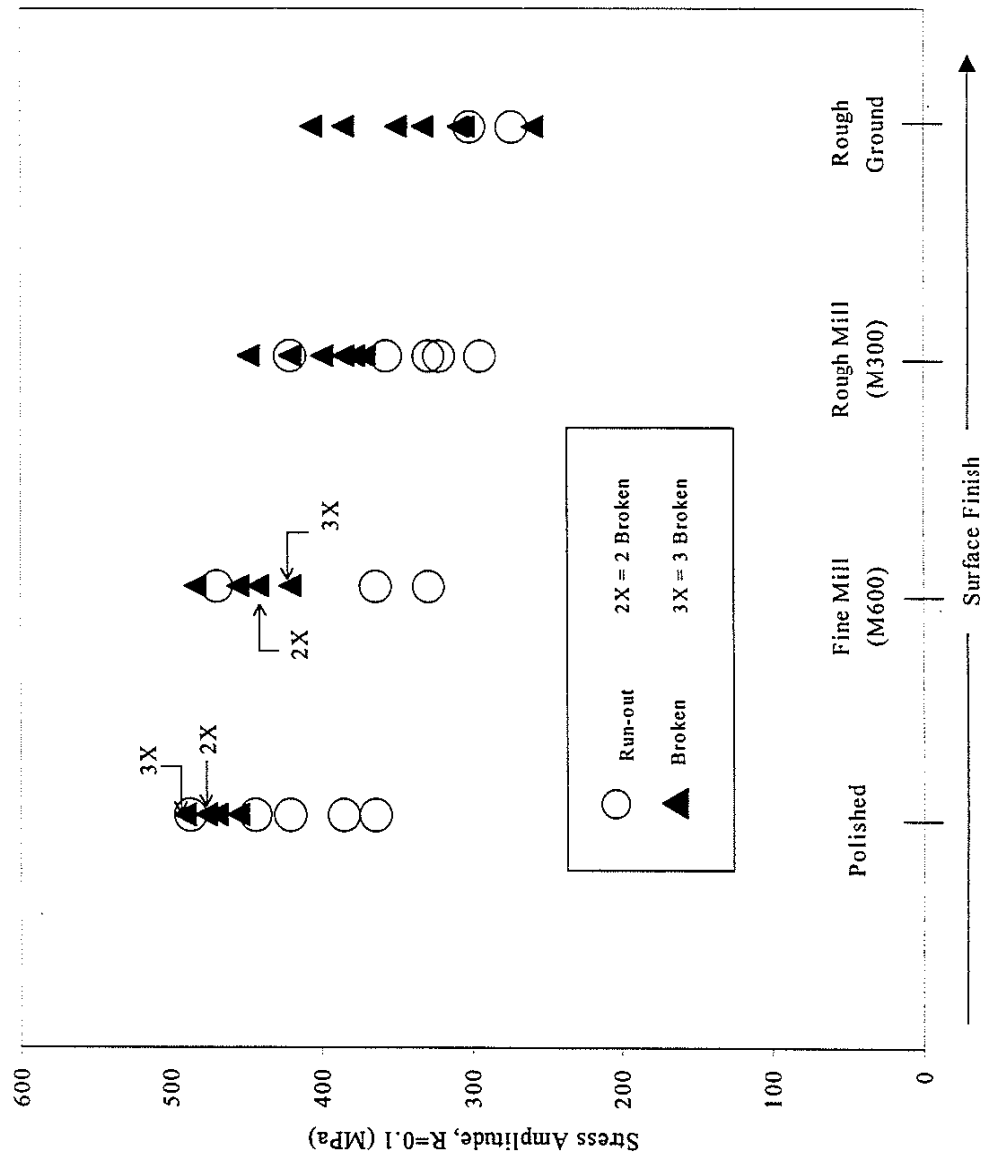 600
500
400
300
200
100
0
Stress Amplitude, R=0.1 (MPa)
3X
2X
2X
3X
Run-out
2X = 2 Broken
Broken
3X = 3 Broken
Polished
Fine Mill
(M600)
Rough Mill
(M300)
Rough
Ground
Surface Finish